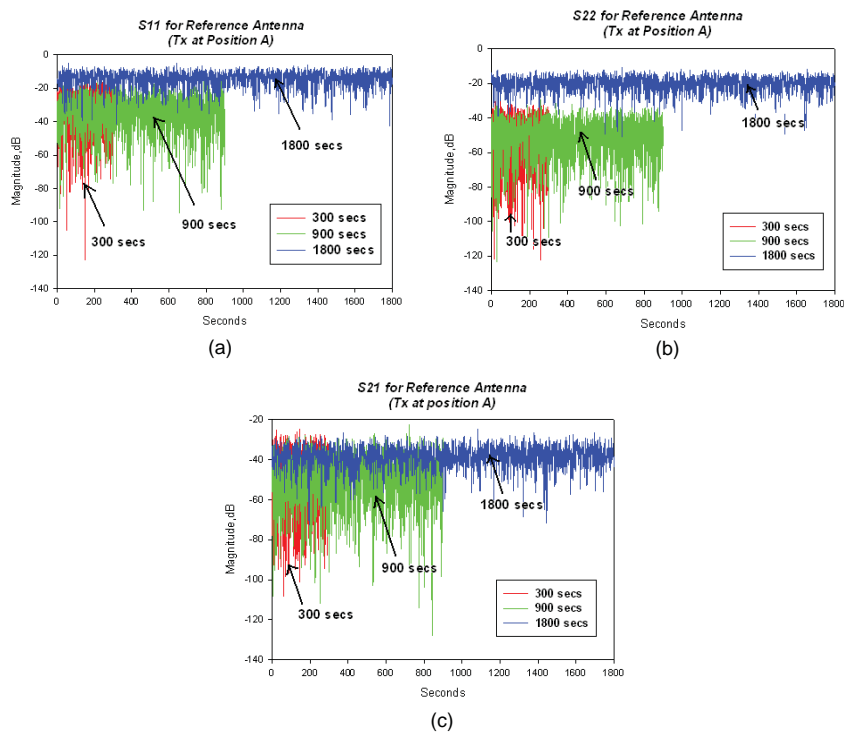 S11 for Reference Antenna
(Tx at Position A)
0
-20
-40
-60
-80
-100
-120
-140
Magnitude,dB
1800 secs
900 secs
300 secs
300 secs
900 secs
1800 secs
0 200 400 600 800 1000 1200 1400 1600 1800
Seconds
(a)
S22 for Reference Antenna
(Tx at Position A)
0
-20
-40
-60
-80
-100
-120
-140
Magnitude,dB
1800 secs
900 secs
300 secs
300 secs
900 secs
1800 secs
0 200 400 600 800 1000 1200 1400 1600 1800
Seconds
(b)
S21 for Reference Antenna
(Tx at position A)
-20
-40
-60
-80
-100
-120
-140
Magnitude,dB
1800 secs
900 secs
300 secs
300 secs
900 secs
1800 secs
0 200 400 600 800 1000 1200 1400 1600 1800
Seconds
(c)